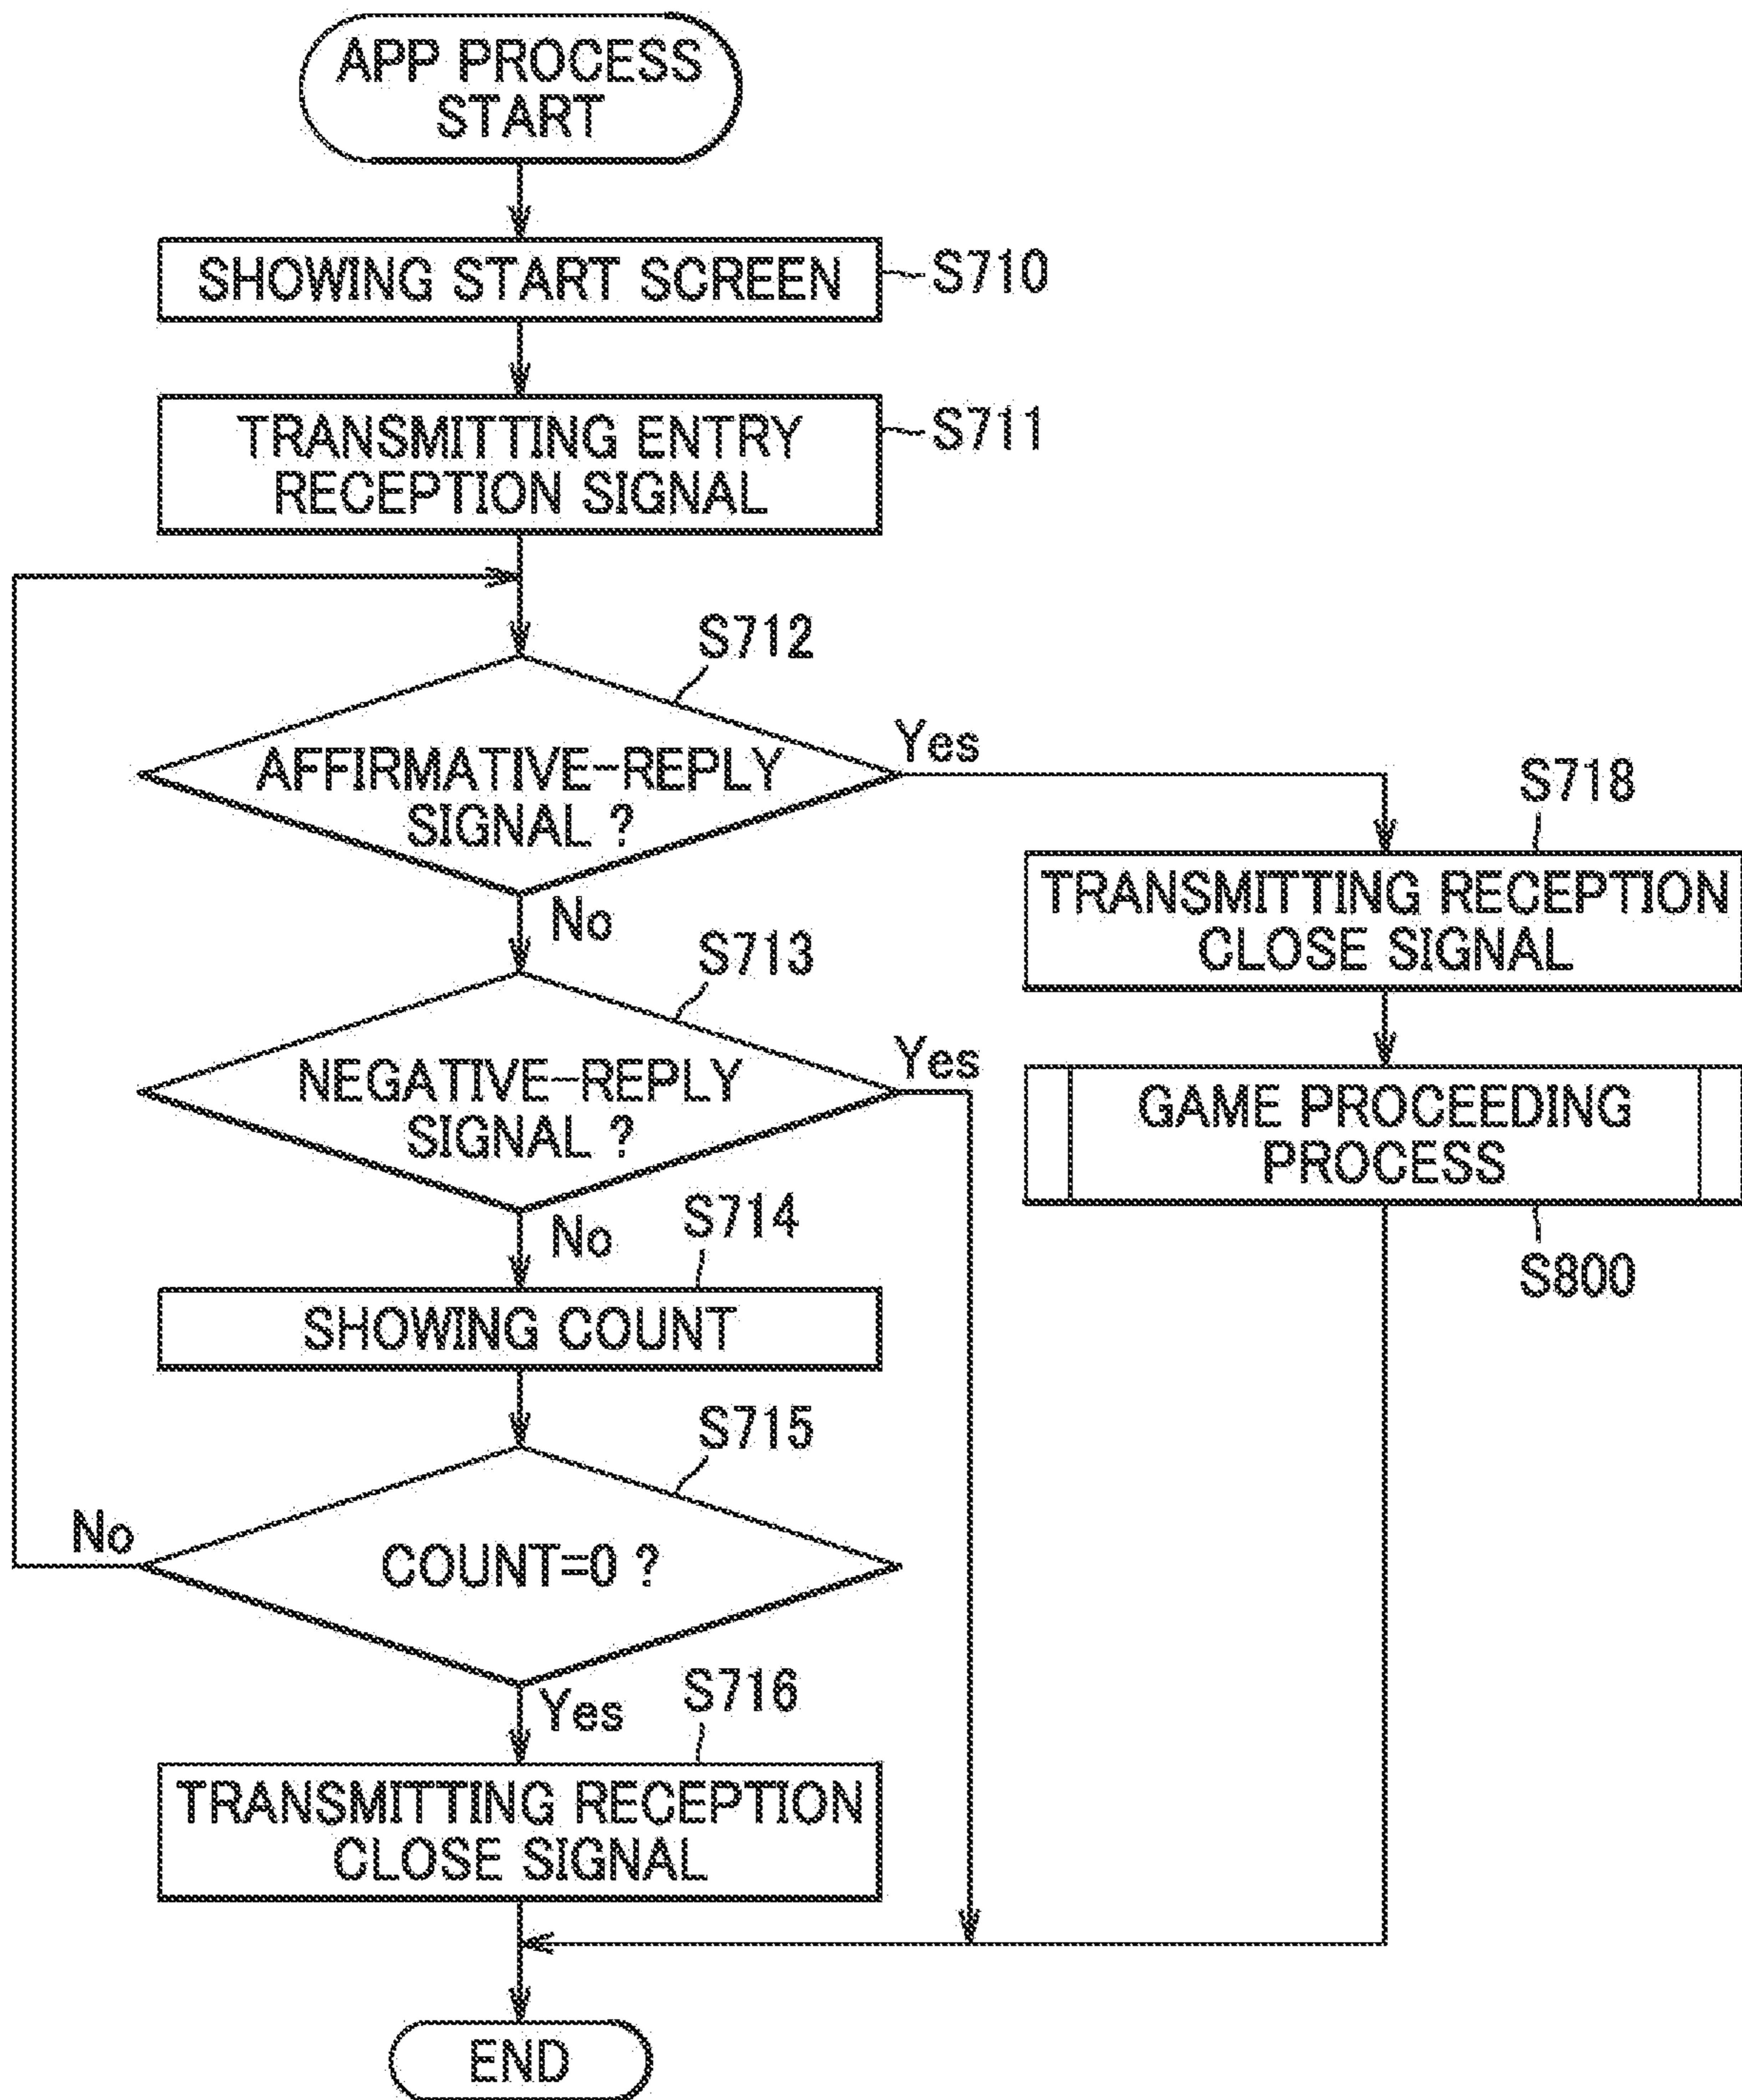 APP PROCESS
START
SHOWING START SCREEN
S710
TRANSMITTING ENTRY
RECEPTION SIGNAL
S711
S712
AFFIRMATIVE-REPLY
SIGNAL ?
Yes
No
S718
TRANSMITTING RECEPTION
CLOSE SIGNAL
S713
NEGATIVE-REPLY
SIGNAL ?
Yes
No
GAME PROCEEDING
PROCESS
S800
S714
SHOWING COUNT
S715
COUNT=0 ?
No
Yes
S716
TRANSMITTING RECEPTION
CLOSE SIGNAL
END